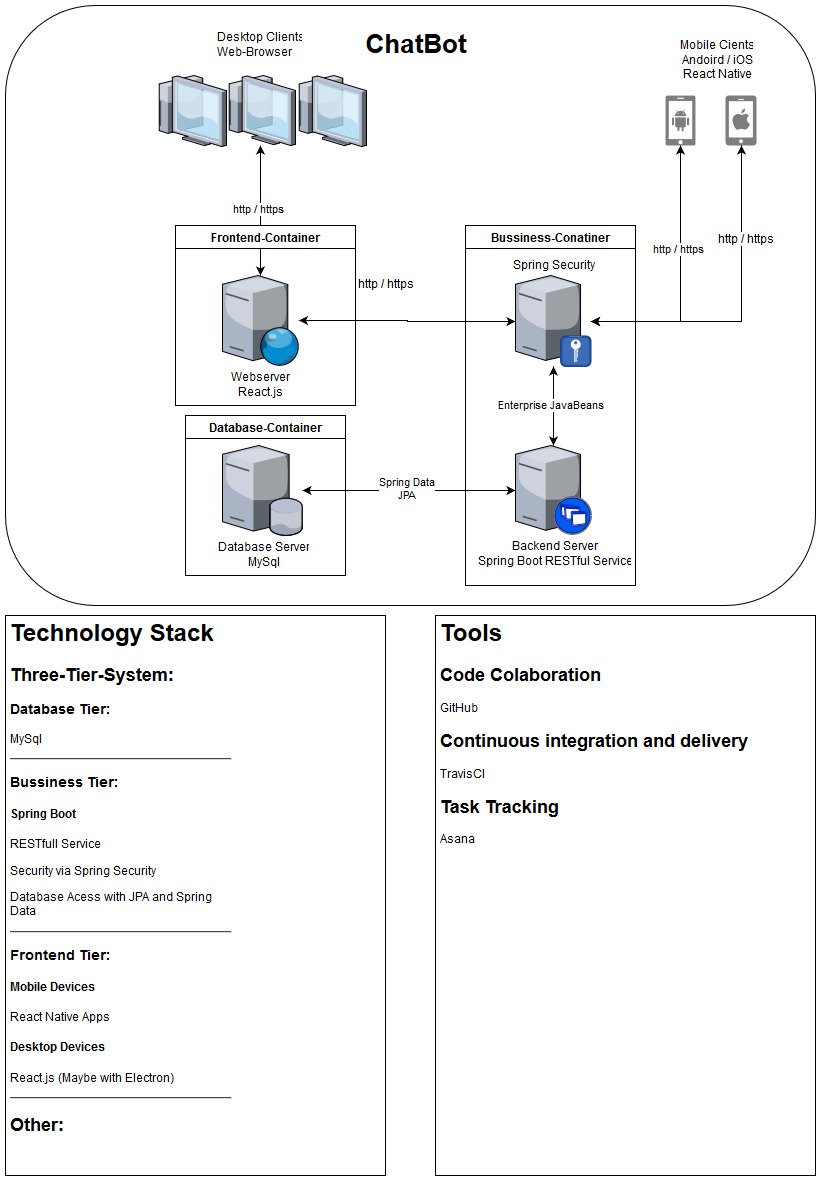 ChatBot
Desktop Clients
Web-Browser
Mobile Cients
Andoird / iOS
React Native
http / https
http / https
http / https
Frontend-Container
Bussiness-Conatiner
Spring Security
http / https
Webserver
React.js
Enterprise JavaBeans
Database-Container
Spring Data
JPA
Database Server
MySql
Backend Server
Spring Boot RESTful Service
Technology Stack
Three-Tier-System:
Database Tier:
MySql
Bussiness Tier:
Spring Boot
RESTfull Service
Security via Spring Security
Database Acess with JPA and Spring
Data
Frontend Tier:
Mobile Devices
React Native Apps
Desktop Devices
React.js (Maybe with Electron)
Other:
Tools
Code Colaboration
GitHub
Continuous integration and delivery
TravisCI
Task Tracking
Asana